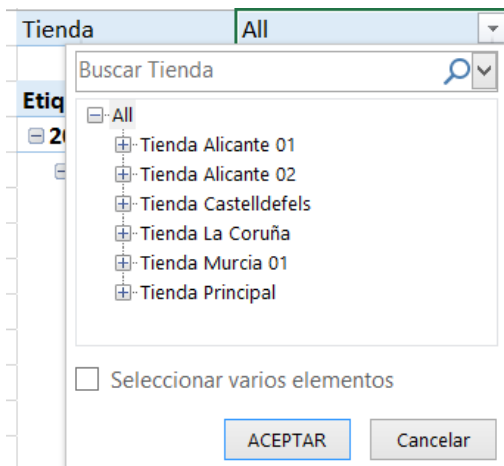 Tienda All
Buscar Tienda
Etiq
All
20
Tienda Alicante 01
Tienda Alicante 02
Tienda Castelldefels
Tienda La Coruña
Tienda Murcia 01
Tienda Principal
Seleccionar varios elementos
ACEPTAR Cancelar